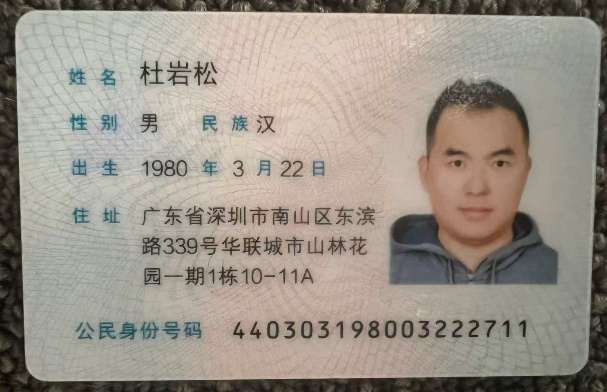 姓名 杜岩松
性别 男 民族 汉
出生 1980 年 3 月 22 日
住址 广东省深圳市南山区东滨
路339号华联城市山林花
园一期1栋10-11A
公民身份号码 440303198003222711